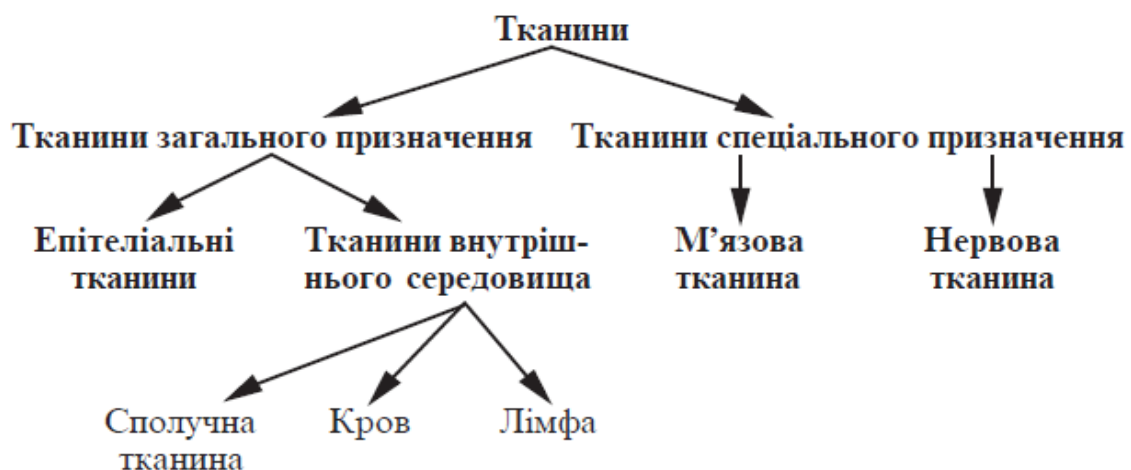 Тканини
Тканини загального призначення
Тканини спеціального призначення
Епітеліальні
тканини
Тканини внутріш-
нього середовища
М’язова
тканина
Нервова
тканина
Сполучна
тканина
Кров
Лімфа